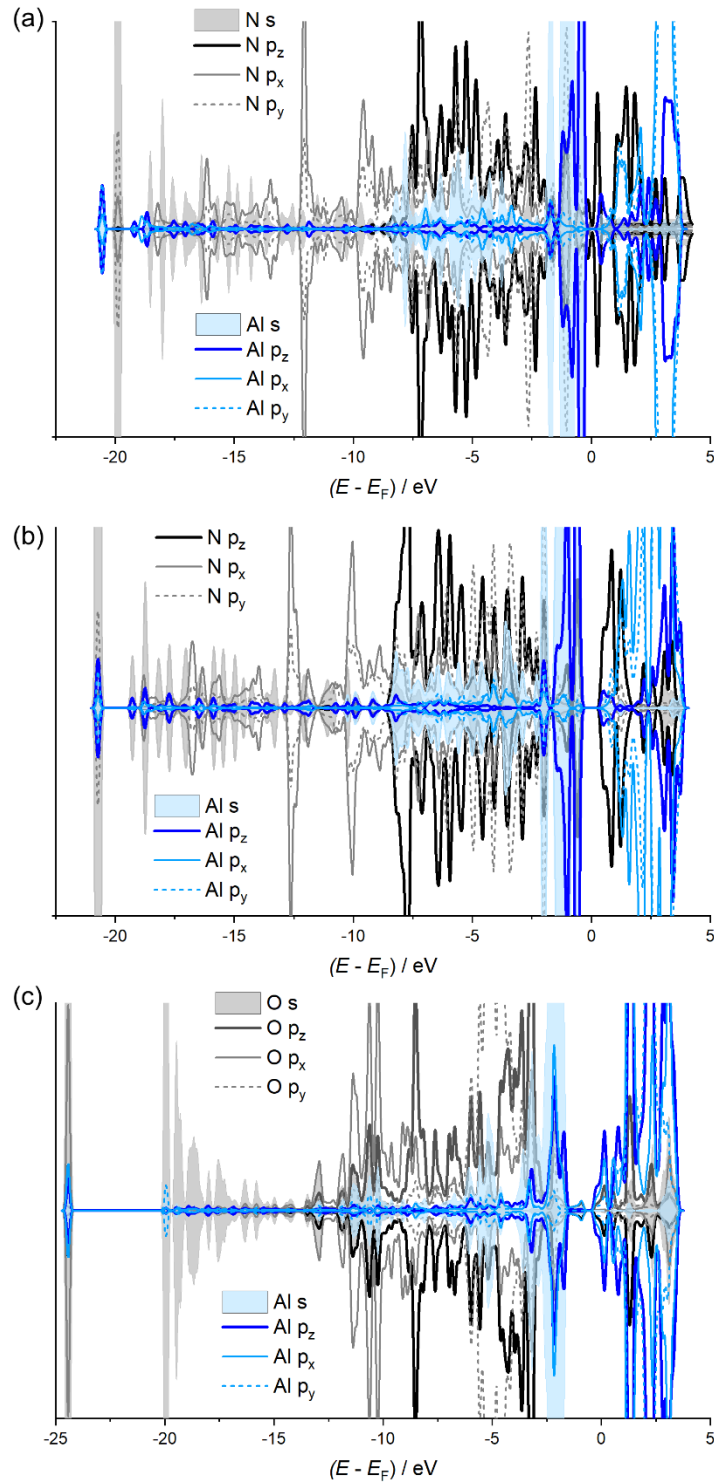 (a)
N s
N pz
N px
N py
Al s
Al pz
Al px
Al py
-20 -15 -10 -5 0 5
(E - EF) / eV
(b)
N pz
N px
N py
Al s
Al pz
Al px
Al py
-20 -15 -10 -5 0 5
(E - EF) / eV
(c)
O s
O pz
O px
O py
Al s
Al pz
Al px
Al py
-25 -20 -15 -10 -5 0 5
(E - EF) / eV